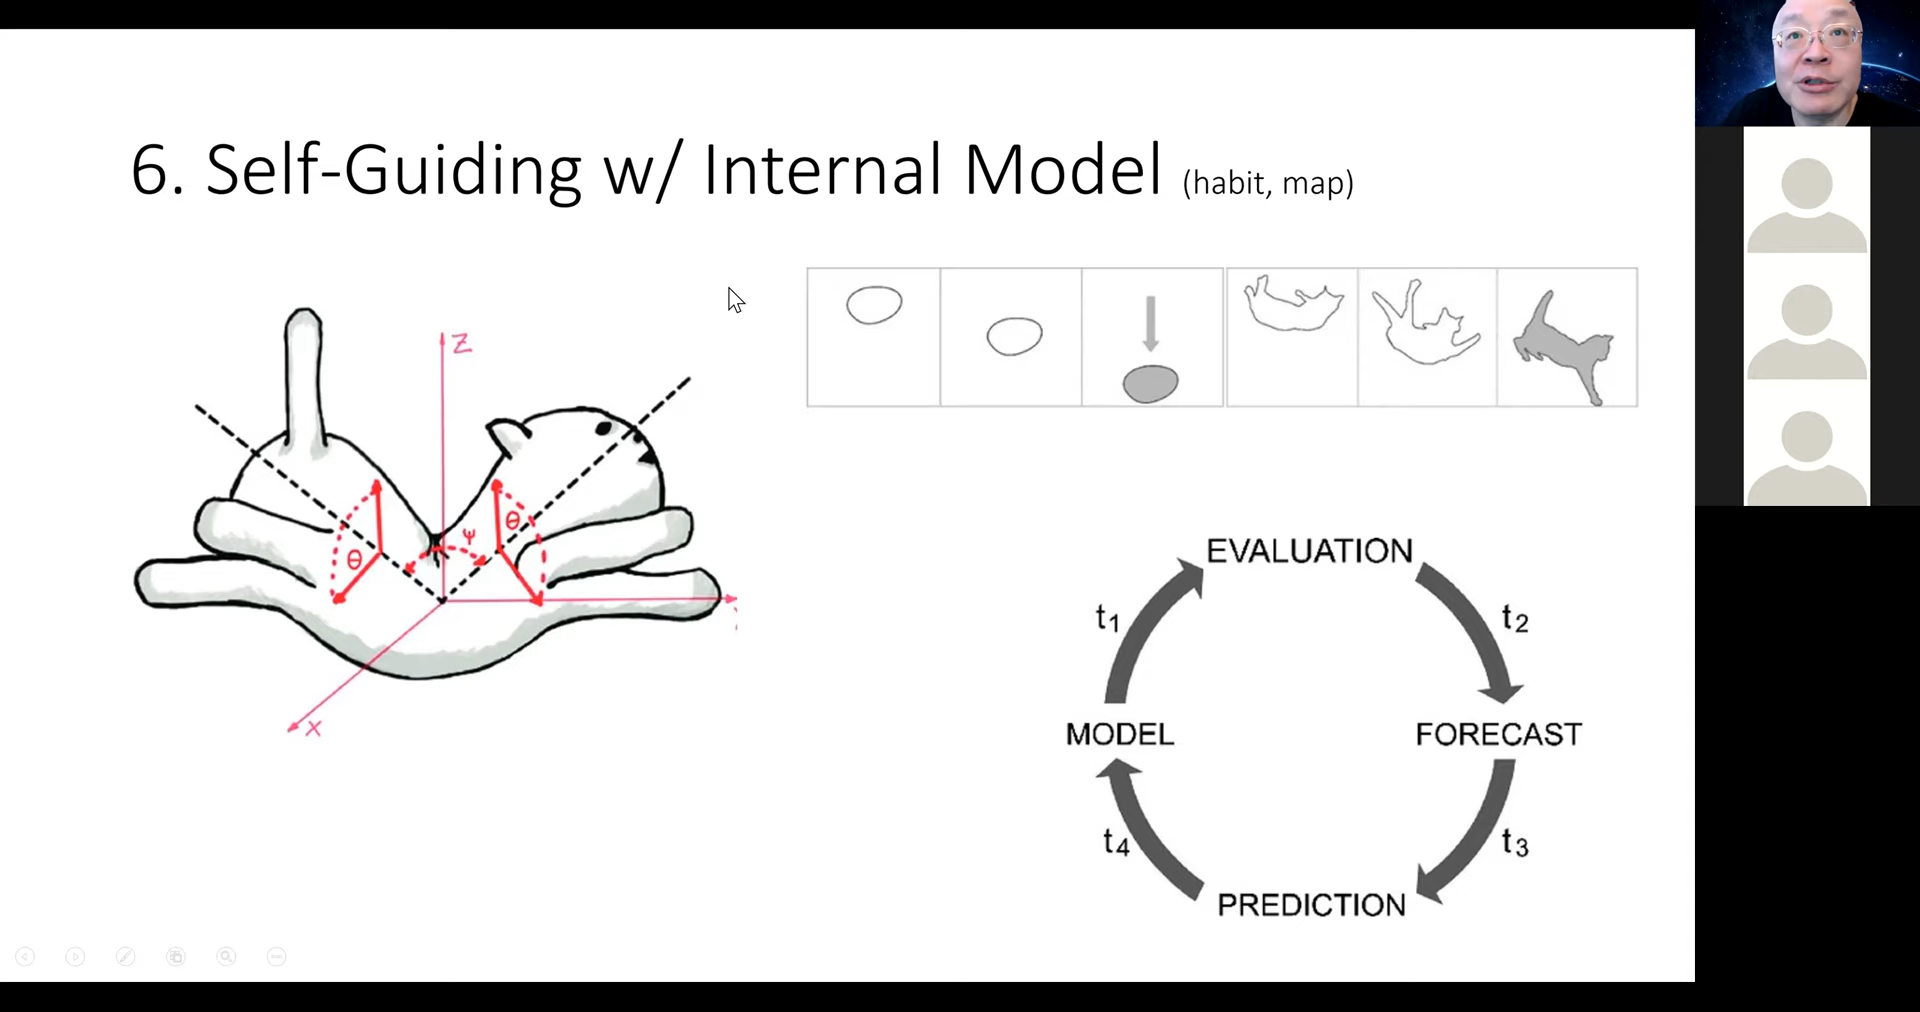 6. Self-Guiding w/ Internal Model (habit, map)
z
θ
ψ
θ
x
EVALUATION
t1
t2
MODEL
FORECAST
t4
t3
PREDICTION